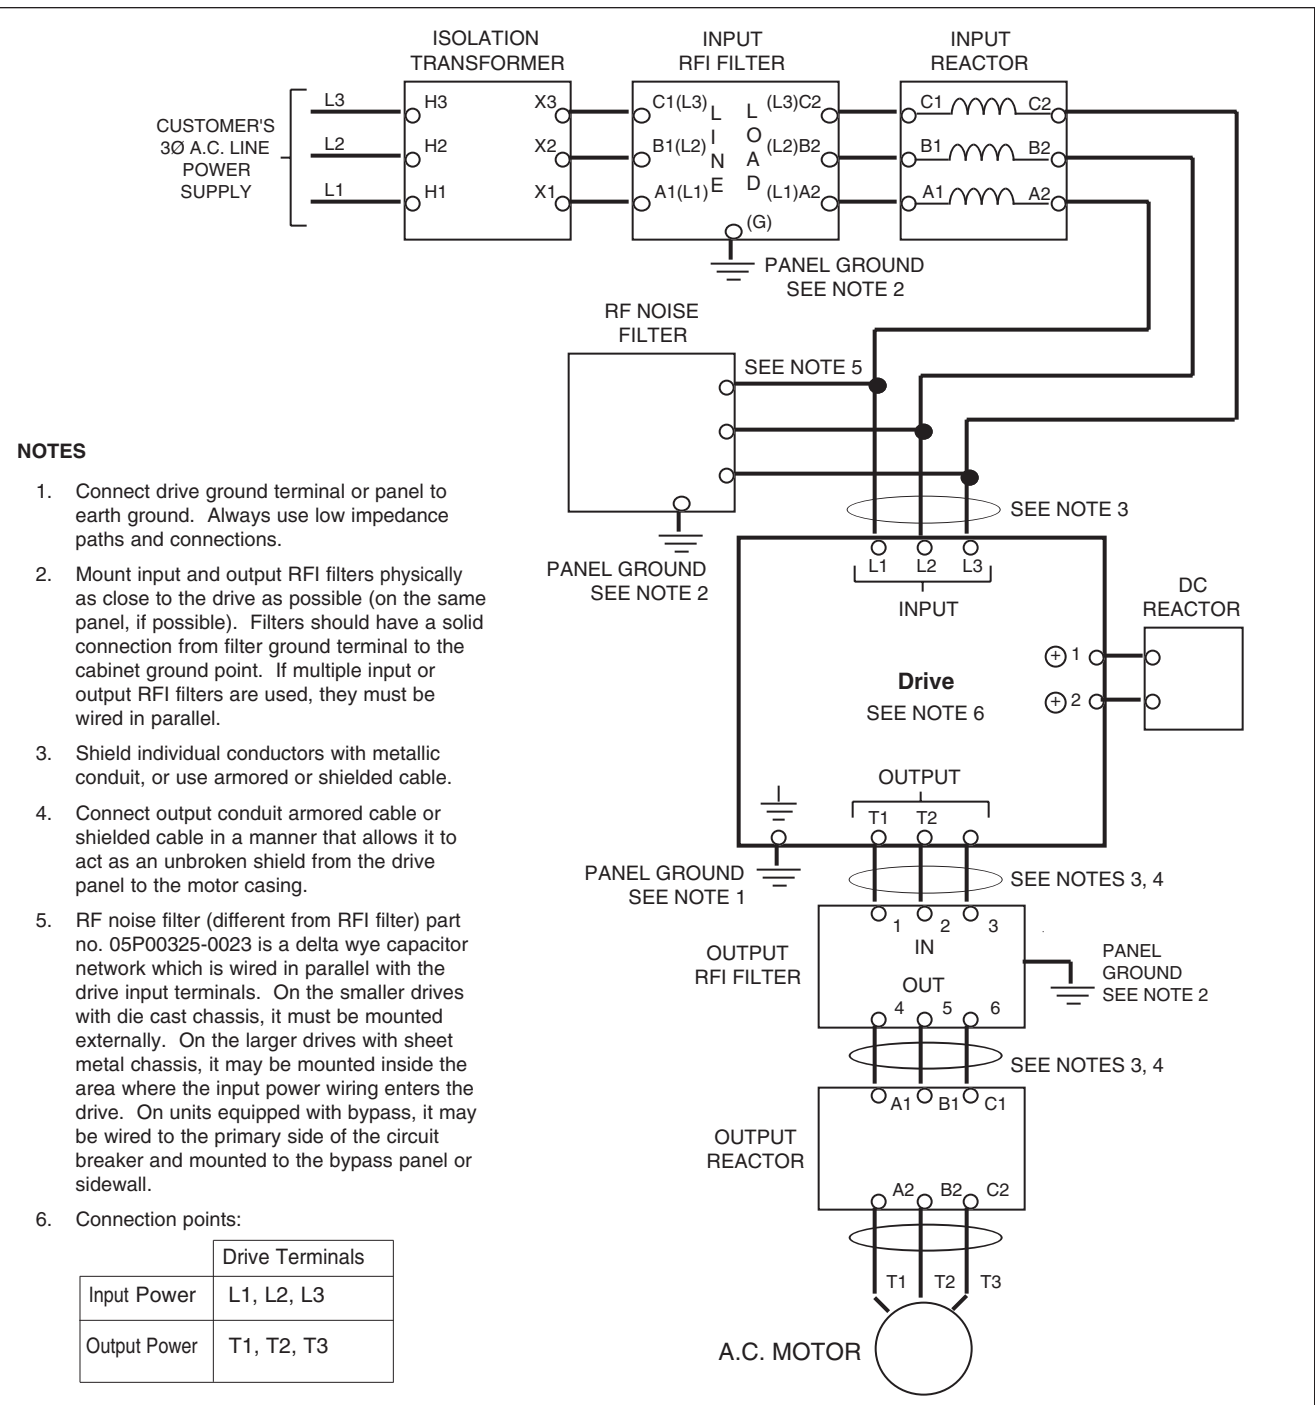 ISOLATION
TRANSFORMER
INPUT
RFI FILTER
INPUT
REACTOR
CUSTOMER'S
3Ø A.C. LINE
POWER
SUPPLY
L3
H3
X3
C1(L3)
(L3)C2
C1
C2
L2
H2
X2
B1(L2)
(L2)B2
B1
B2
L1
H1
X1
A1(L1)
(L1)A2
A1
A2
LINE
LOAD
(G)
PANEL GROUND
SEE NOTE 2
RF NOISE
FILTER
SEE NOTE 5
SEE NOTE 3
PANEL GROUND
SEE NOTE 2
L1 L2 L3
INPUT
DC
REACTOR
+ 1
+ 2
Drive
SEE NOTE 6
OUTPUT
T1 T2
PANEL GROUND
SEE NOTE 1
SEE NOTES 3, 4
OUTPUT
RFI FILTER
1 2 3
IN
OUT
4 5 6
PANEL
GROUND
SEE NOTE 2
SEE NOTES 3, 4
OUTPUT
REACTOR
A1 B1 C1
A2 B2 C2
T1 T2 T3
A.C. MOTOR
NOTES
1. Connect drive ground terminal or panel to
earth ground. Always use low impedance
paths and connections.
2. Mount input and output RFI filters physically
as close to the drive as possible (on the same
panel, if possible). Filters should have a solid
connection from filter ground terminal to the
cabinet ground point. If multiple input or
output RFI filters are used, they must be
wired in parallel.
3. Shield individual conductors with metallic
conduit, or use armored or shielded cable.
4. Connect output conduit armored cable or
shielded cable in a manner that allows it to
act as an unbroken shield from the drive
panel to the motor casing.
5. RF noise filter (different from RFI filter) part
no. 05P00325-0023 is a delta wye capacitor
network which is wired in parallel with the
drive input terminals. On the smaller drives
with die cast chassis, it must be mounted
externally. On the larger drives with sheet
metal chassis, it may be mounted inside the
area where the input power wiring enters the
drive. On units equipped with bypass, it may
be wired to the primary side of the circuit
breaker and mounted to the bypass panel or
sidewall.
6. Connection points:
Drive Terminals
Input Power L1, L2, L3
Output Power T1, T2, T3